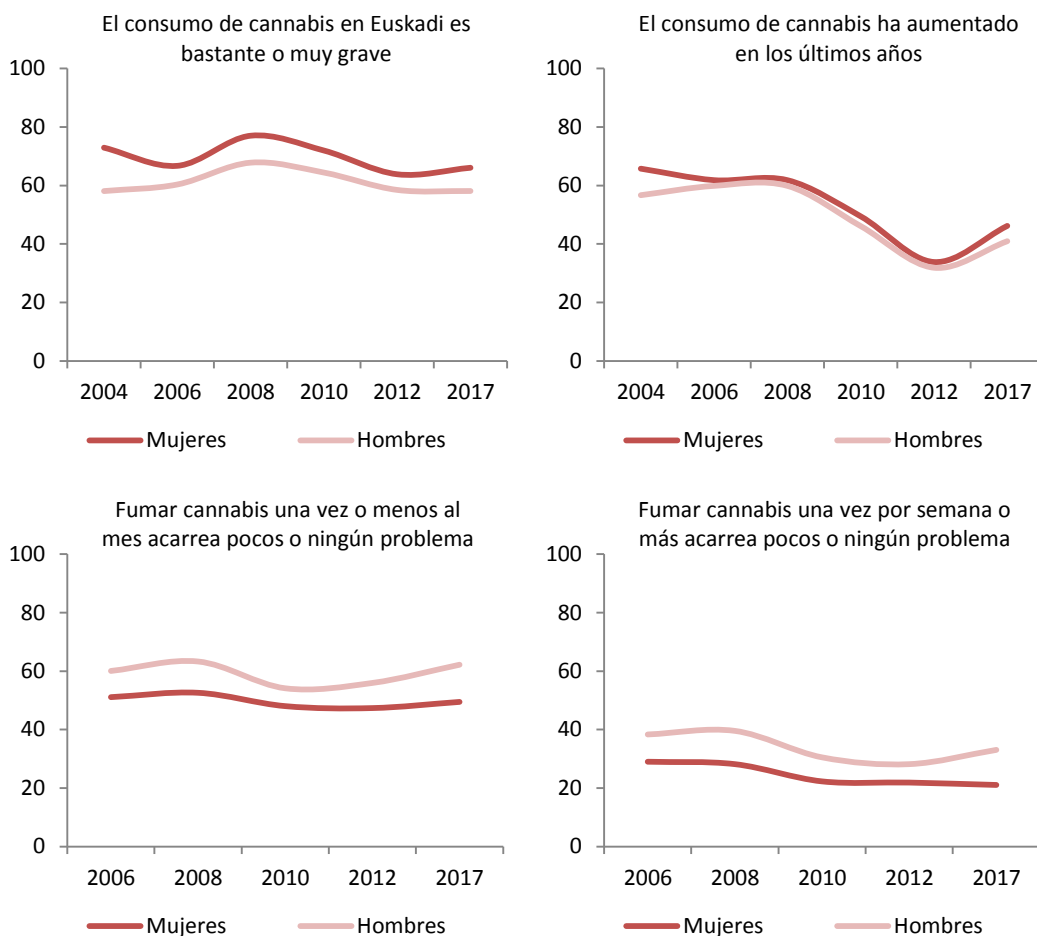 El consumo de cannabis en Euskadi es
bastante o muy grave
100
80
60
40
20
0
2004 2006 2008 2010 2012 2017
Mujeres Hombres
El consumo de cannabis ha aumentado
en los últimos años
100
80
60
40
20
0
2004 2006 2008 2010 2012 2017
Mujeres Hombres
Fumar cannabis una vez o menos al
mes acarrea pocos o ningún problema
100
80
60
40
20
0
2006 2008 2010 2012 2017
Mujeres Hombres
Fumar cannabis una vez por semana o
más acarrea pocos o ningún problema
100
80
60
40
20
0
2006 2008 2010 2012 2017
Mujeres Hombres